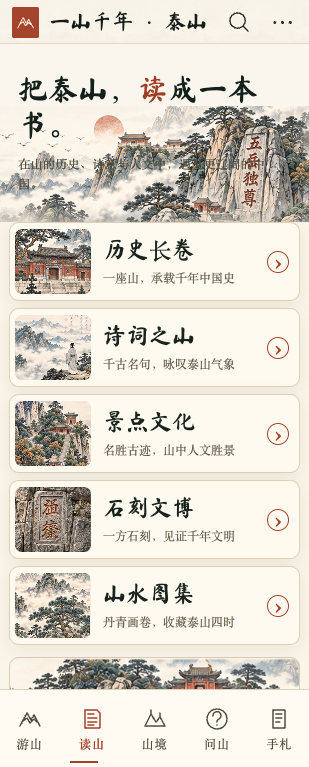 一山千年 · 泰山
把泰山，读成一本
书。
在山的历史、诗
国。
五岳独尊
历史长卷
一座山，承载千年中国史
诗词之山
千古名句，咏叹泰山气象
景点文化
名胜古迹，山中人文胜景
石刻文博
一方石刻，见证千年文明
山水图集
丹青画卷，收藏泰山四时
游山
读山
山境
问山
手札